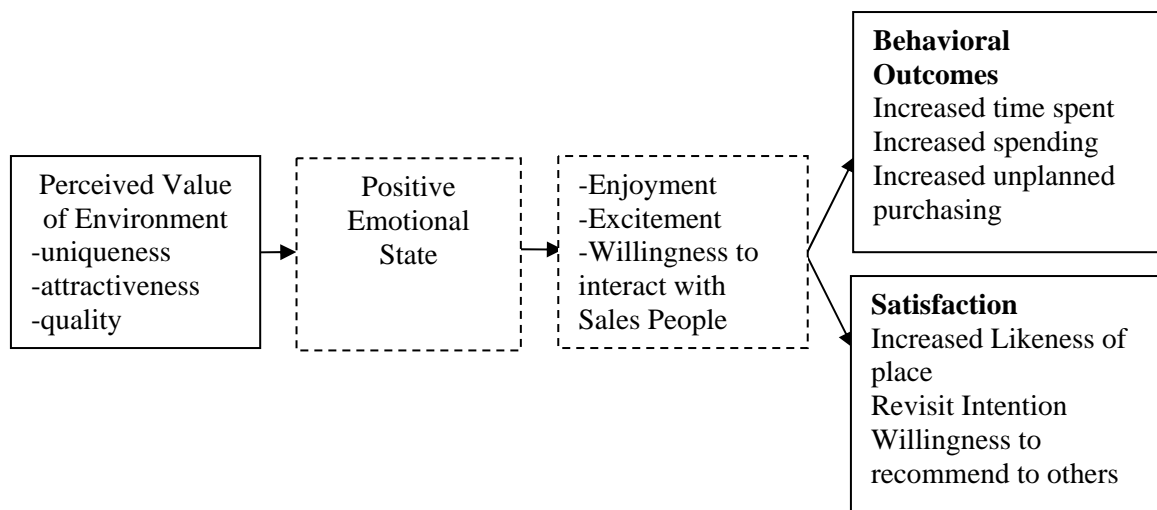 Perceived Value
of Environment
-uniqueness
-attractiveness
-quality
Positive
Emotional
State
-Enjoyment
-Excitement
-Willingness to
interact with
Sales People
Behavioral
Outcomes
Increased time spent
Increased spending
Increased unplanned
purchasing
Satisfaction
Increased Likeness of
place
Revisit Intention
Willingness to
recommend to others